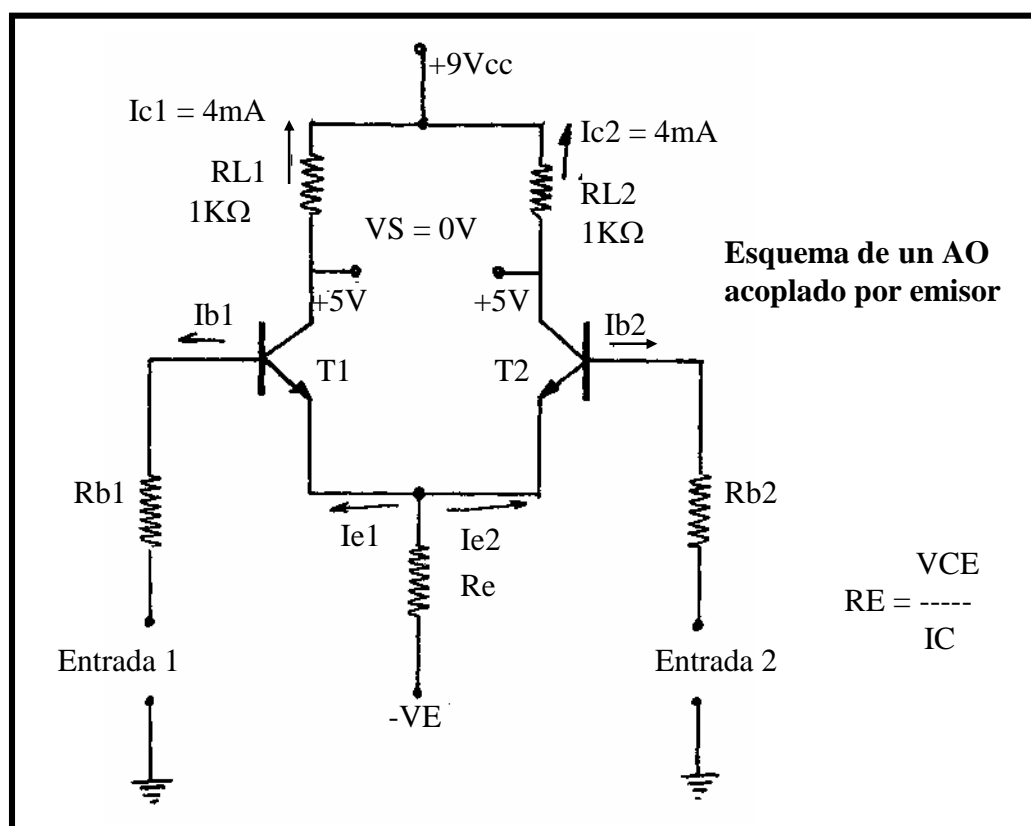 +9Vcc
Ic1 = 4mA
Ic2 = 4mA
RL1
1KΩ
RL2
1KΩ
VS = 0V
Esquema de un AO
acoplado por emisor
+5V
+5V
Ib1
Ib2
T1
T2
Rb1
Rb2
Ie1
Ie2
Re
VCE
RE = -----
IC
Entrada 1
Entrada 2
-VE